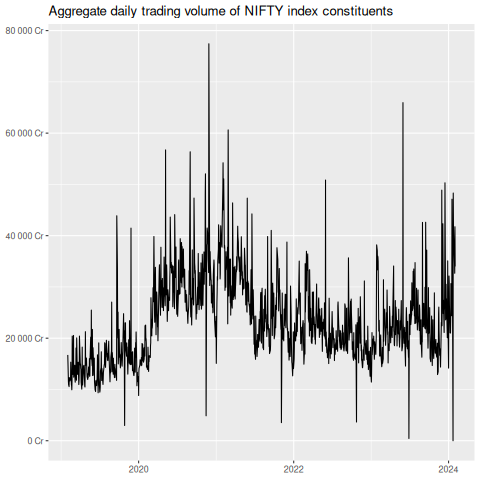 Aggregate daily trading volume of NIFTY index constituents
80 000 Cr
60 000 Cr
40 000 Cr
20 000 Cr
0 Cr
2020
2022
2024